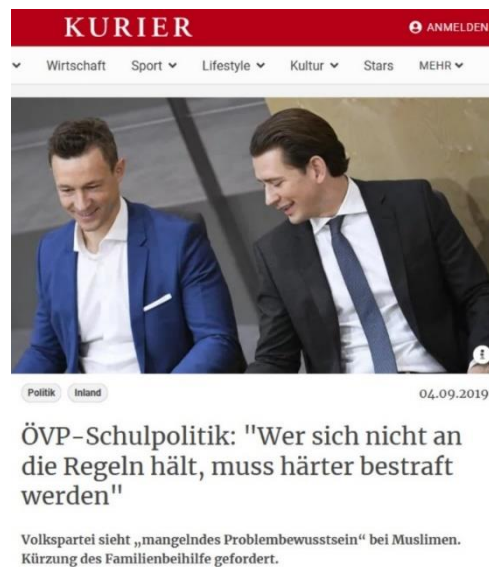 KURIER
ANMELDEN
Wirtschaft Sport Lifestyle Kultur Stars MEHR
Politik Inland
04.09.2019
ÖVP-Schulpolitik: "Wer sich nicht an
die Regeln hält, muss härter bestraft
werden"
Volkspartei sieht „mangelndes Problembewusstsein“ bei Muslimen.
Kürzung des Familienbeihilfe gefordert.